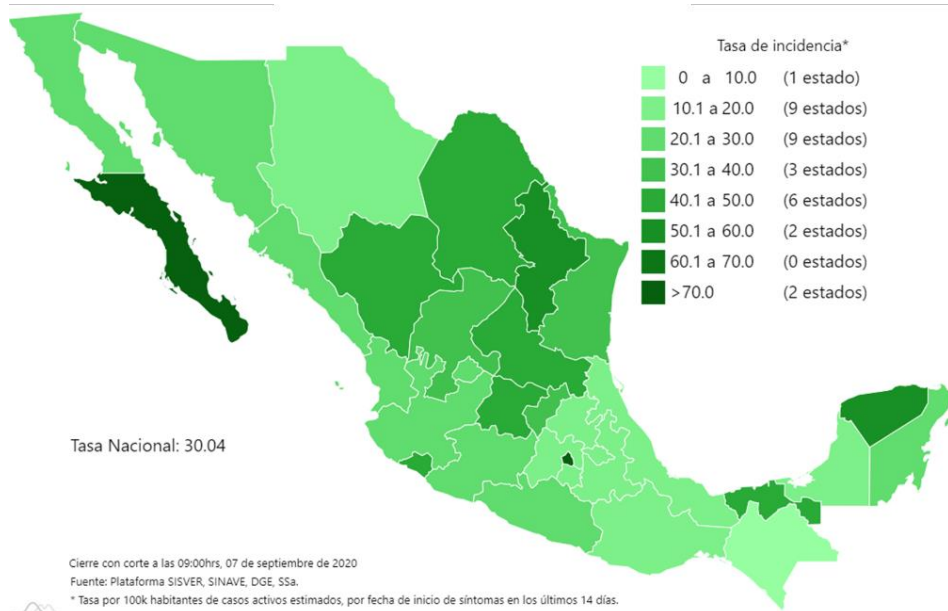 Tasa de incidencia*
0 a 10.0 (1 estado)
10.1 a 20.0 (9 estados)
20.1 a 30.0 (9 estados)
30.1 a 40.0 (3 estados)
40.1 a 50.0 (6 estados)
50.1 a 60.0 (2 estados)
60.1 a 70.0 (0 estados)
>70.0 (2 estados)
Tasa Nacional: 30.04
Cierre con corte a las 09:00hrs, 07 de septiembre de 2020
Fuente: Plataforma SISVER, SINAVE, DGE, SSa.
* Tasa por 100k habitantes de casos activos estimados, por fecha de inicio de síntomas en los últimos 14 días.